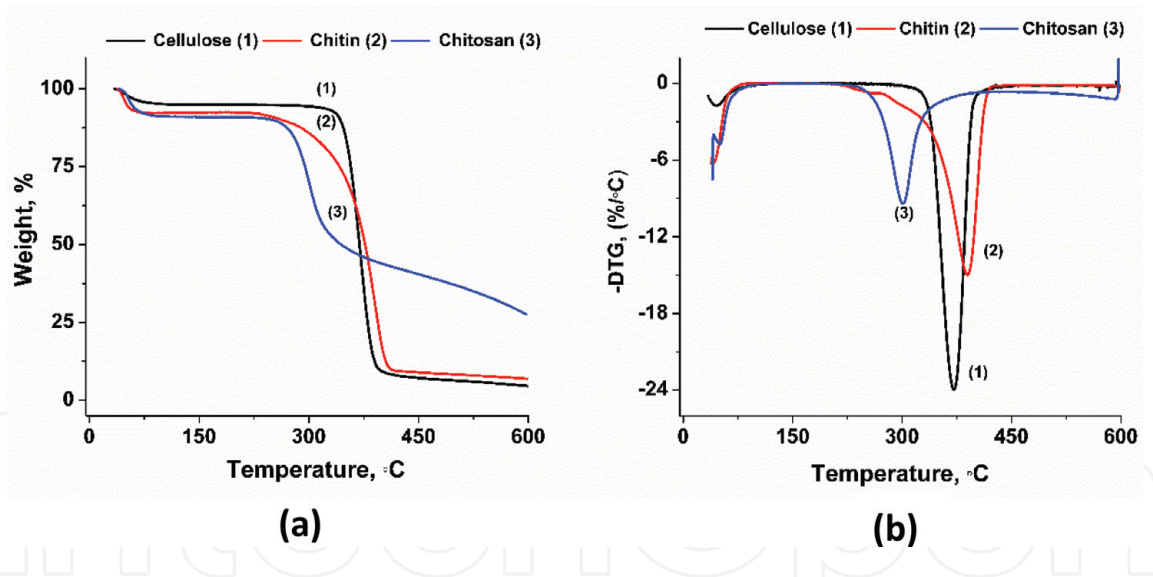 Cellulose (1) Chitin (2) Chitosan (3)
100
75
50
25
0
Weight, %
(1)
(2)
(3)
0 150 300 450 600
Temperature, °C
(a)
Cellulose (1) Chitin (2) Chitosan (3)
0
-6
-12
-18
-24
-DTG, (%/°C)
(3)
(2)
(1)
0 150 300 450 600
Temperature, °C
(b)